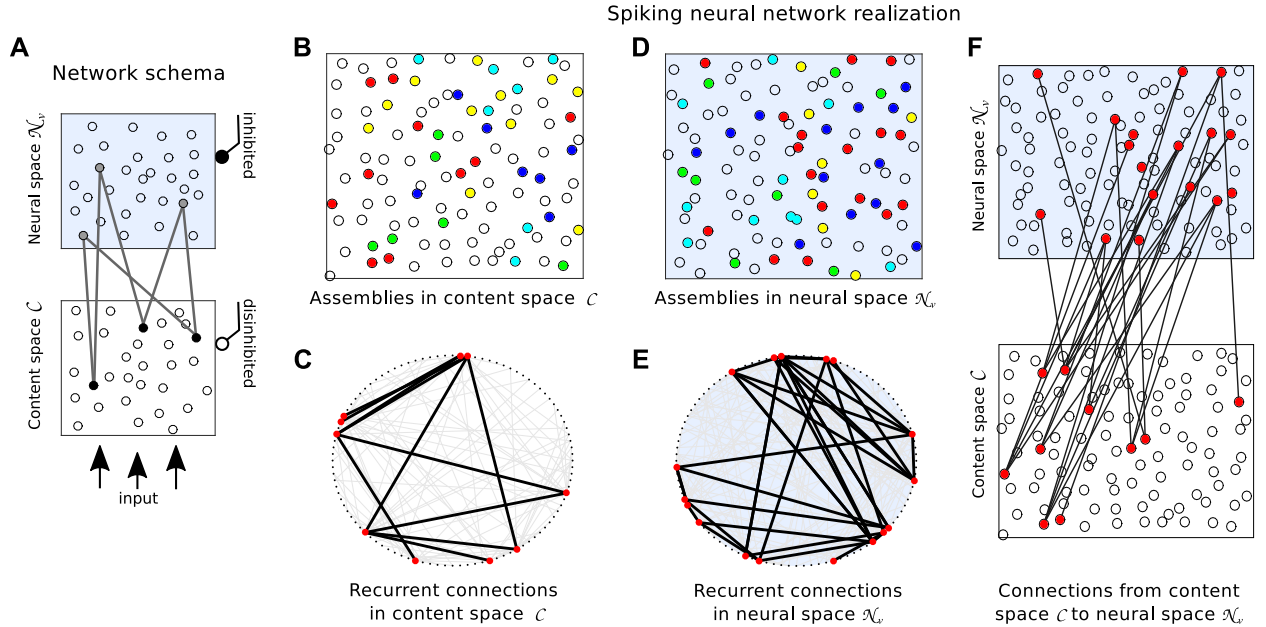 Spiking neural network realization
A
Network schema
Neural space 𝒩ᵥ
inhibited
Content space 𝒞
disinhibited
input
B
Assemblies in content space 𝒞
C
Recurrent connections
in content space 𝒞
D
Assemblies in neural space 𝒩ᵥ
E
Recurrent connections
in neural space 𝒩ᵥ
F
Neural space 𝒩ᵥ
Content space 𝒞
Connections from content
space 𝒞 to neural space 𝒩ᵥ